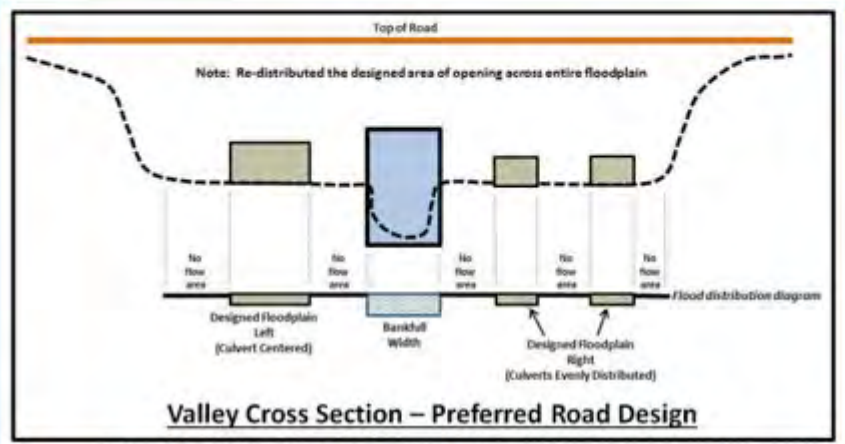 Top of Road
Note: Re-distributed the designed area of opening across entire floodplain
No
flow
area
No
flow
area
No
flow
area
No
flow
area
No
flow
area
Flood distribution diagram
Designed Floodplain
Left
(Culvert Centered)
Bankfull
Width
Designed Floodplain
Right
(Culverts Evenly Distributed)
Valley Cross Section – Preferred Road Design